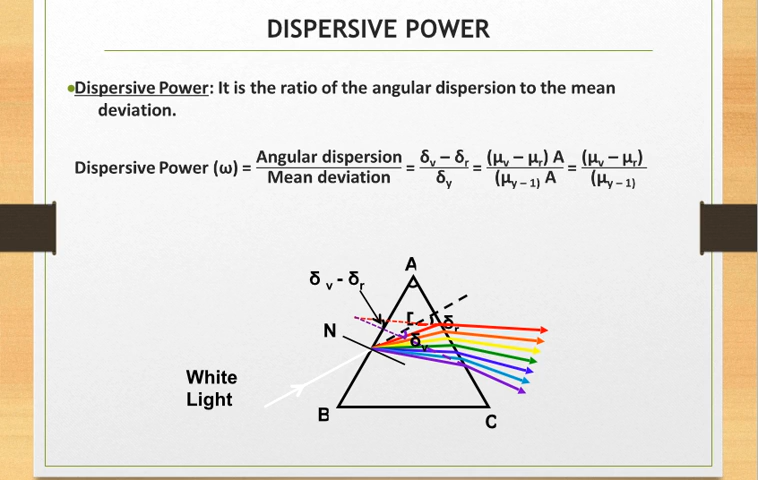 DISPERSIVE POWER
•Dispersive Power: It is the ratio of the angular dispersion to the mean
deviation.
Dispersive Power (ω) = Angular dispersion / Mean deviation = δv – δr / δy = (μv – μr) A / (μy – 1) A = (μv – μr) / (μy – 1)
A
δ v - δr
δr
N
δv
White
Light
B
C